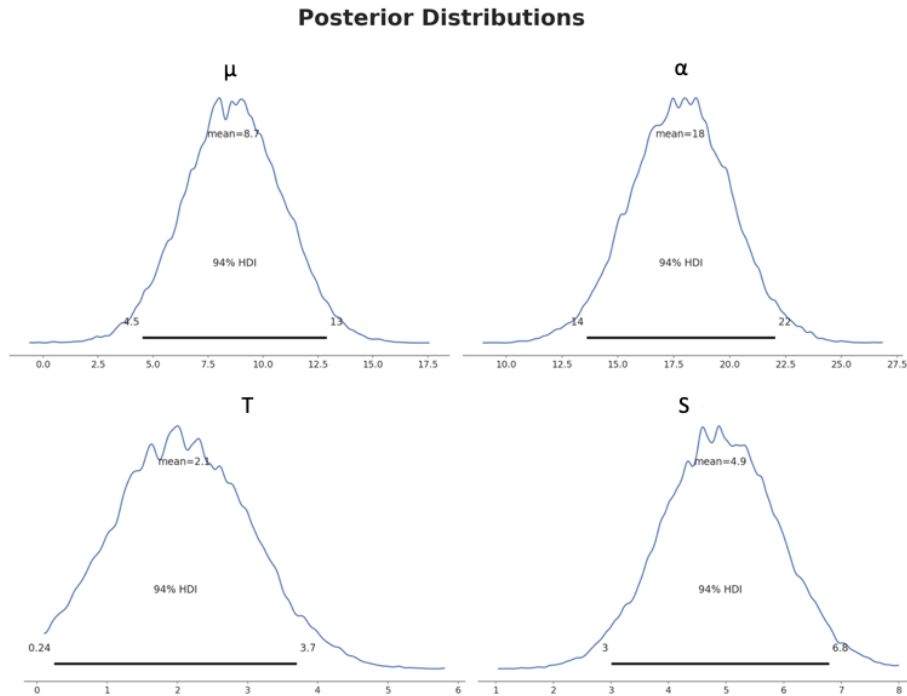 Posterior Distributions
μ
mean=8.7
94% HDI
4.5 13
0.0 2.5 5.0 7.5 10.0 12.5 15.0 17.5
α
mean=18
94% HDI
14 22
10.0 12.5 15.0 17.5 20.0 22.5 25.0 27.5
T
mean=2.1
94% HDI
0.24 3.7
0 1 2 3 4 5 6
S
mean=4.9
94% HDI
3 6.8
1 2 3 4 5 6 7 8